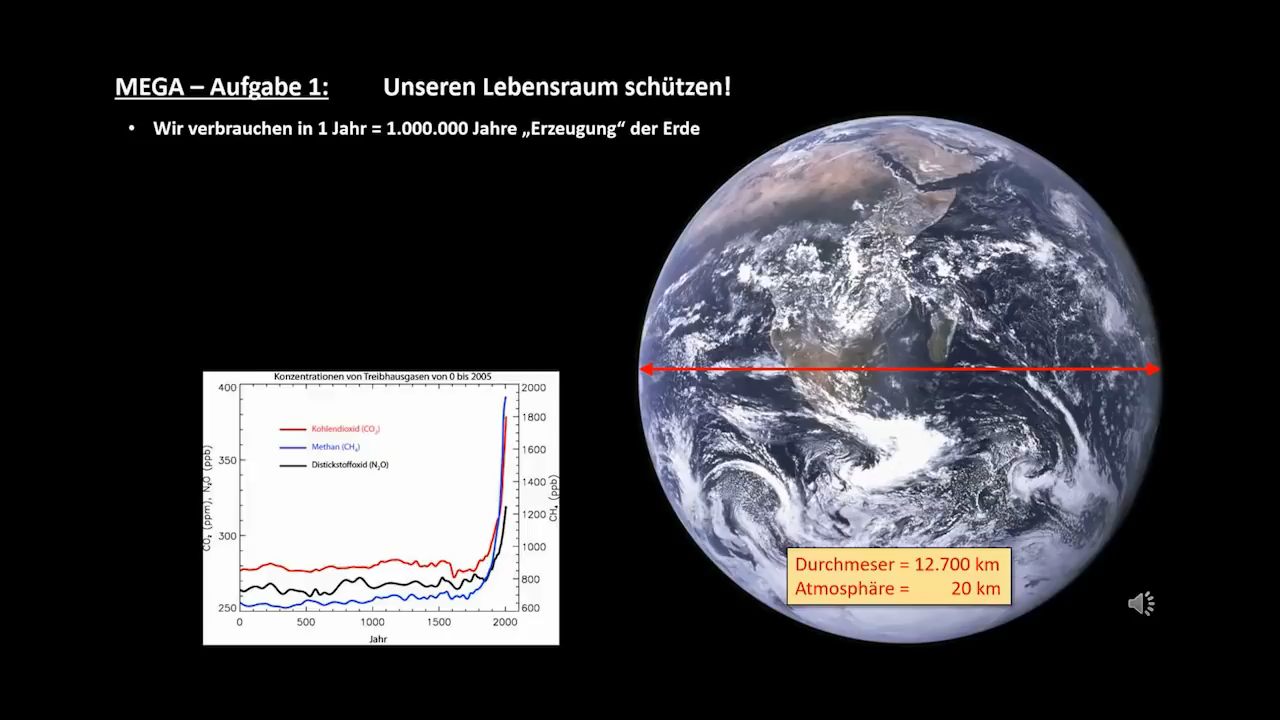 MEGA – Aufgabe 1: Unseren Lebensraum schützen!
• Wir verbrauchen in 1 Jahr = 1.000.000 Jahre „Erzeugung“ der Erde
Konzentrationen von Treibhausgasen von 0 bis 2005
400
350
300
250
CO₂ (ppm), N₂O (ppb)
Kohlendioxid (CO₂)
Methan (CH₄)
Distickstoffoxid (N₂O)
2000
1800
1600
1400
1200
1000
800
600
CH₄ (ppb)
0 500 1000 1500 2000
Jahr
Durchmeser = 12.700 km
Atmosphäre = 20 km